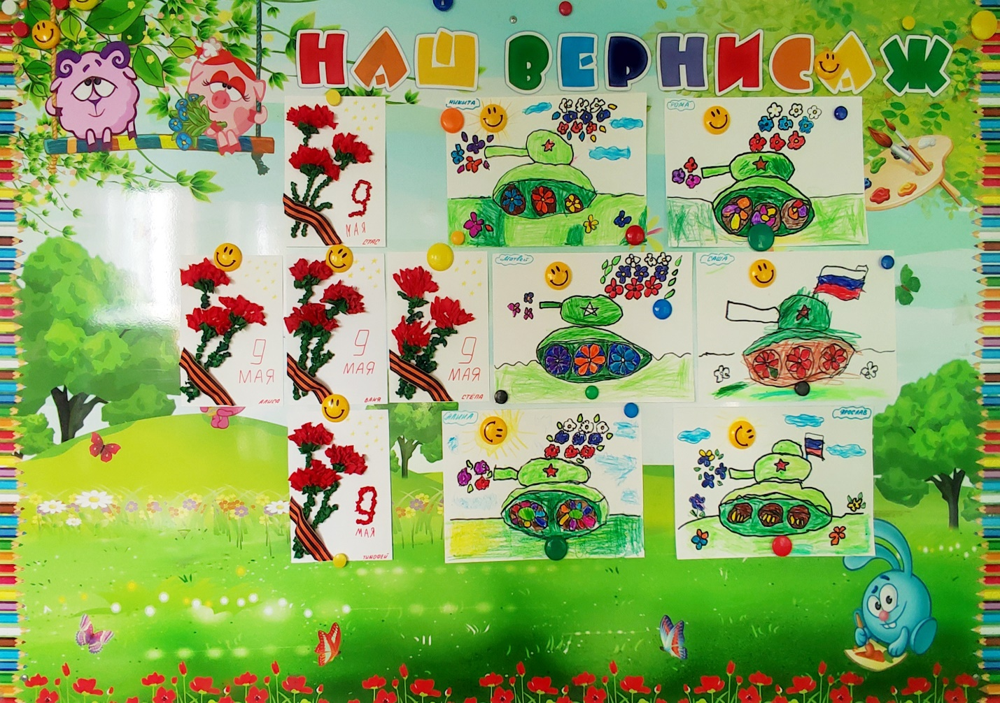 НАШ ВЕРНИСАЖ
9
МАЯ
СТАС
НИКИТА
РОМА
9
МАЯ
АЛИСА
9
МАЯ
ВАНЯ
9
МАЯ
СТЕПА
Матвей
САША
9
МАЯ
ТИМОФЕЙ
АЛИНА
ЯРОСЛАВ